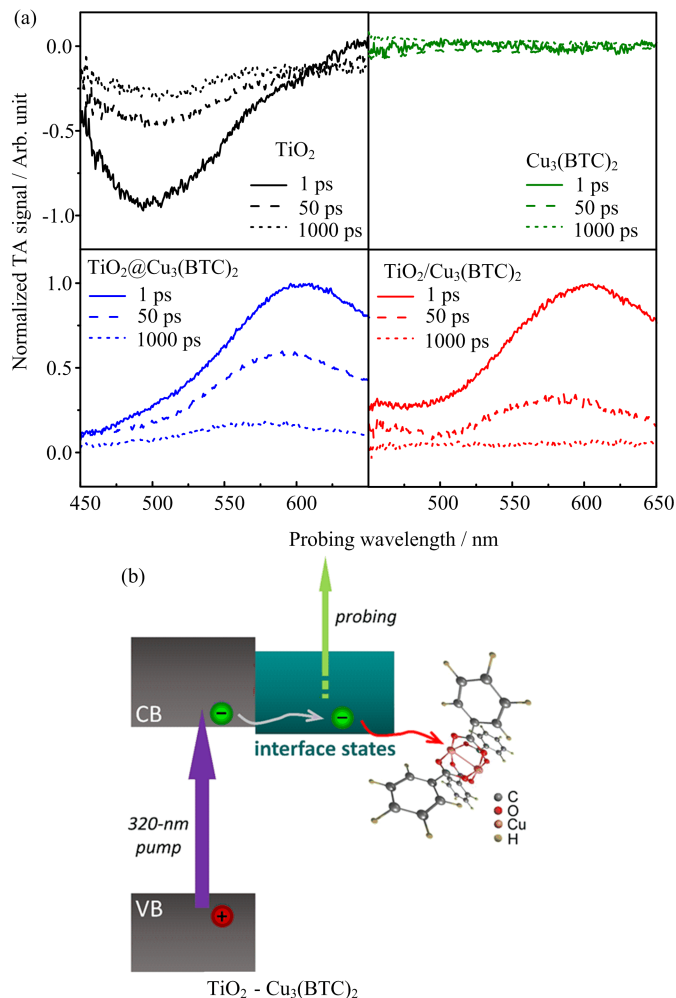 (a)
0.0
-0.5
-1.0
TiO₂
1 ps
50 ps
1000 ps
Cu₃(BTC)₂
1 ps
50 ps
1000 ps
Normalized TA signal / Arb. unit
1.0
0.5
0.0
TiO₂@Cu₃(BTC)₂
1 ps
50 ps
1000 ps
TiO₂/Cu₃(BTC)₂
1 ps
50 ps
1000 ps
450 500 550 600 500 550 600 650
Probing wavelength / nm
(b)
probing
CB
−
−
interface states
320-nm
pump
C
O
Cu
H
VB
+
TiO₂ - Cu₃(BTC)₂